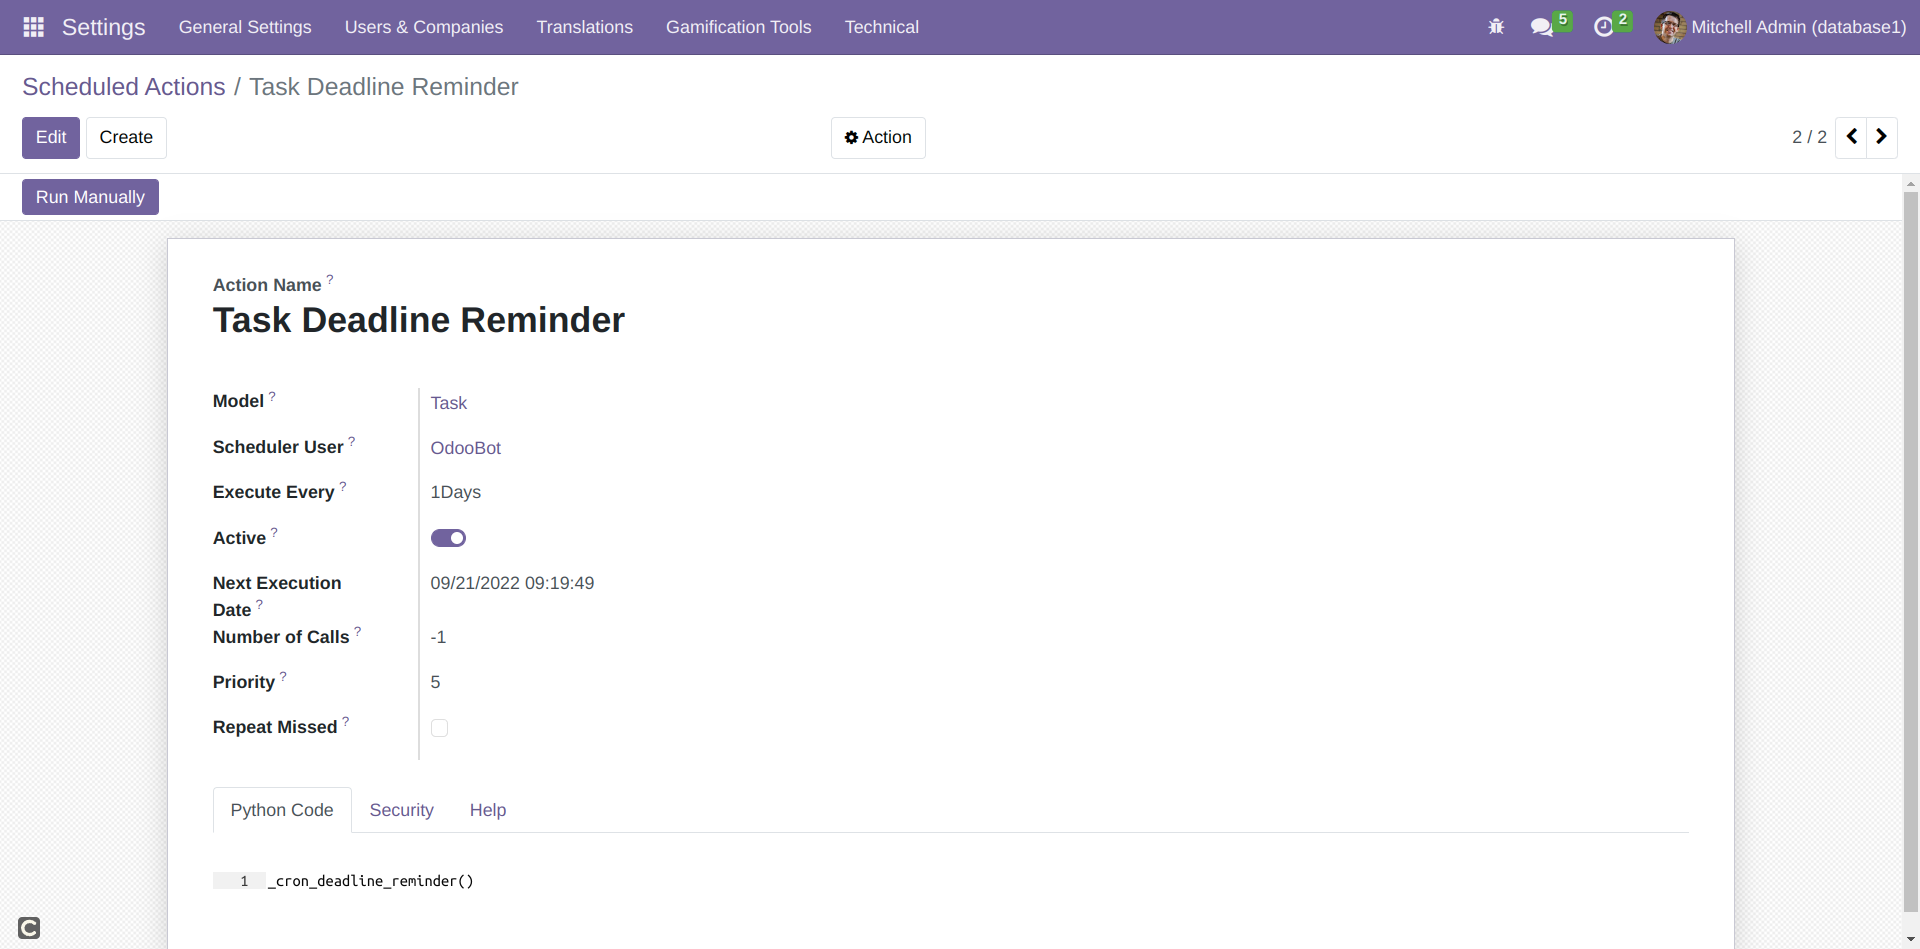 Settings General Settings Users & Companies Translations Gamification Tools Technical 5 2 Mitchell Admin (database1)
Scheduled Actions / Task Deadline Reminder
Edit Create Action 2 / 2
Run Manually
Action Name ?
Task Deadline Reminder
Model ? Task
Scheduler User ? OdooBot
Execute Every ? 1Days
Active ?
Next Execution Date ? 09/21/2022 09:19:49
Number of Calls ? -1
Priority ? 5
Repeat Missed ?
Python Code Security Help
1 _cron_deadline_reminder()
C